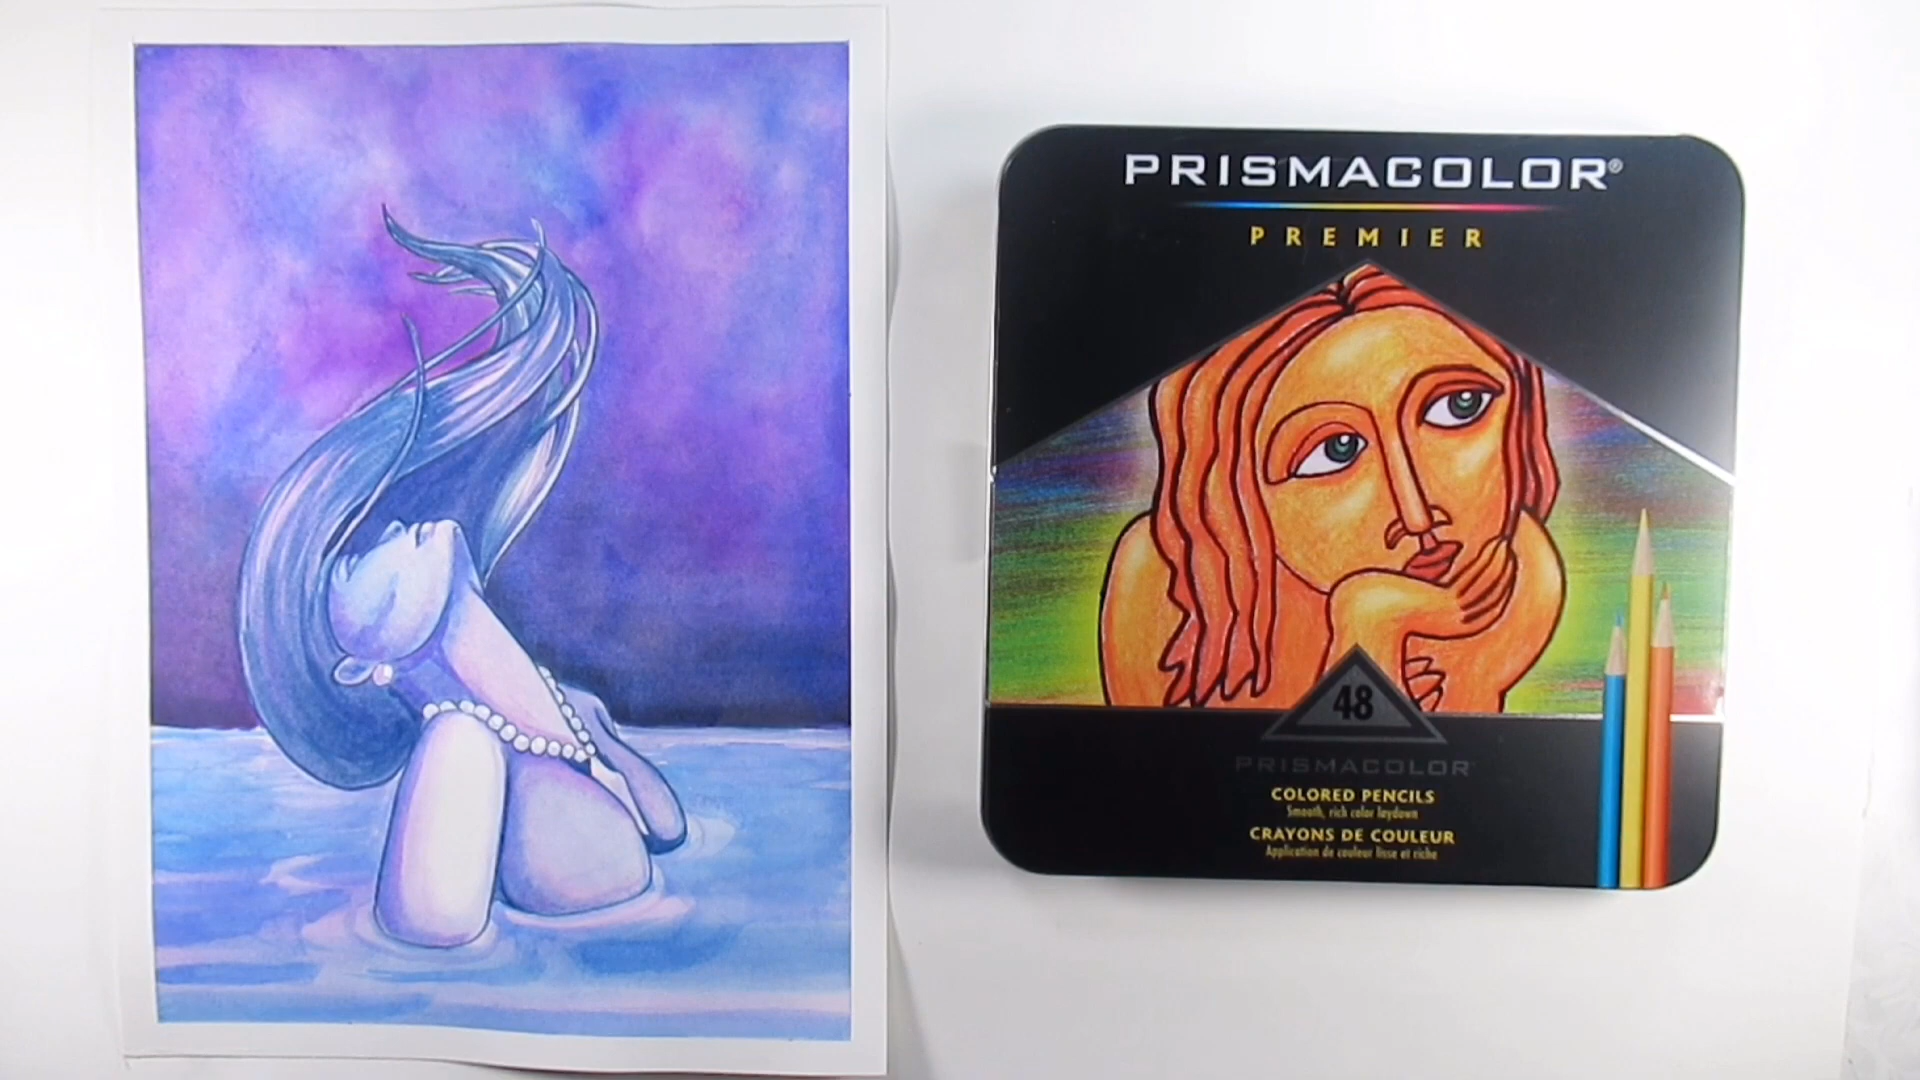 PRISMACOLOR®
PREMIER
48
PRISMACOLOR
COLORED PENCILS
Smooth, rich color laydown
CRAYONS DE COULEUR
Application de couleur lisse et riche